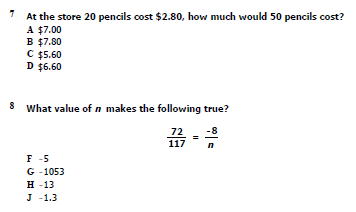 7 At the store 20 pencils cost $2.80, how much would 50 pencils cost?
A $7.00
B $7.80
C $5.60
D $6.60
8 What value of n makes the following true?
72/117 = -8/n
F -5
G -1053
H -13
J -1.3